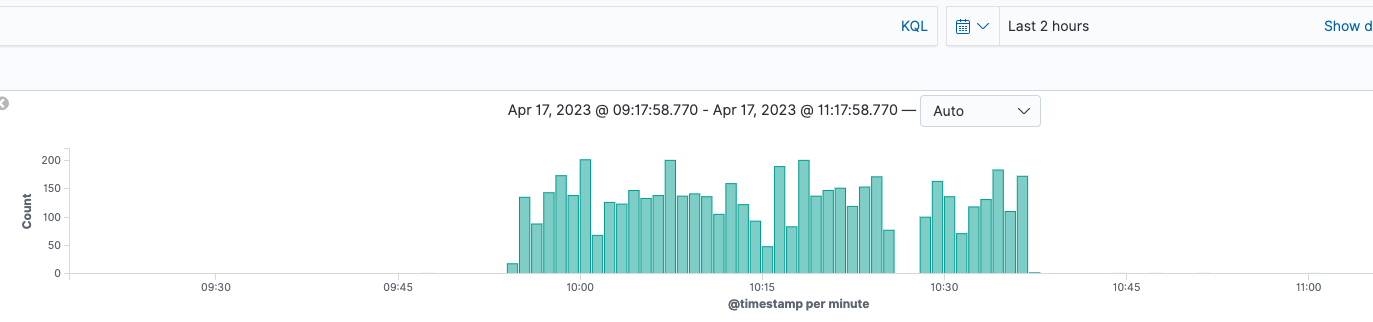 KQL
Last 2 hours
Show d
Apr 17, 2023 @ 09:17:58.770 - Apr 17, 2023 @ 11:17:58.770 —
Auto
200
150
100
50
0
Count
09:30
09:45
10:00
10:15
10:30
10:45
11:00
@timestamp per minute